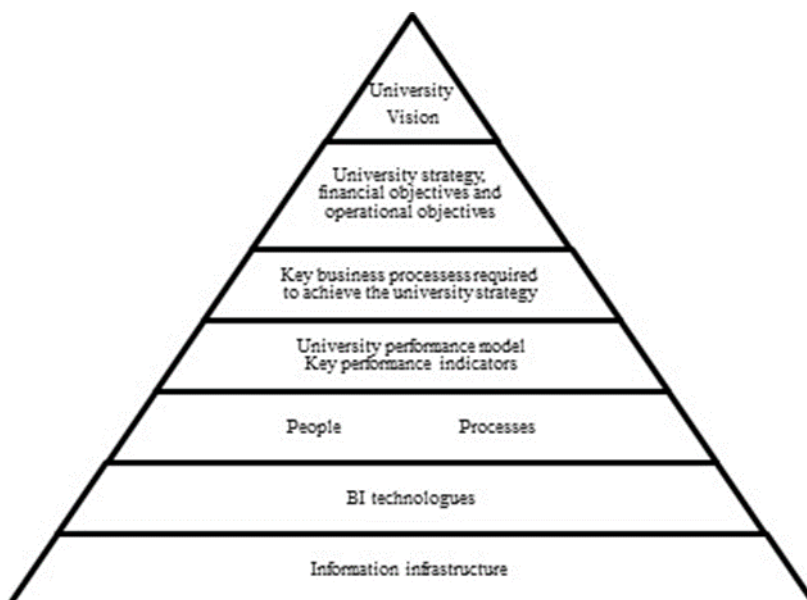 University
Vision
University strategy,
financial objectives and
operational objectives
Key business processess required
to achieve the university strategy
University performance model
Key performance indicators
People Processes
BI technologues
Information infrastructure